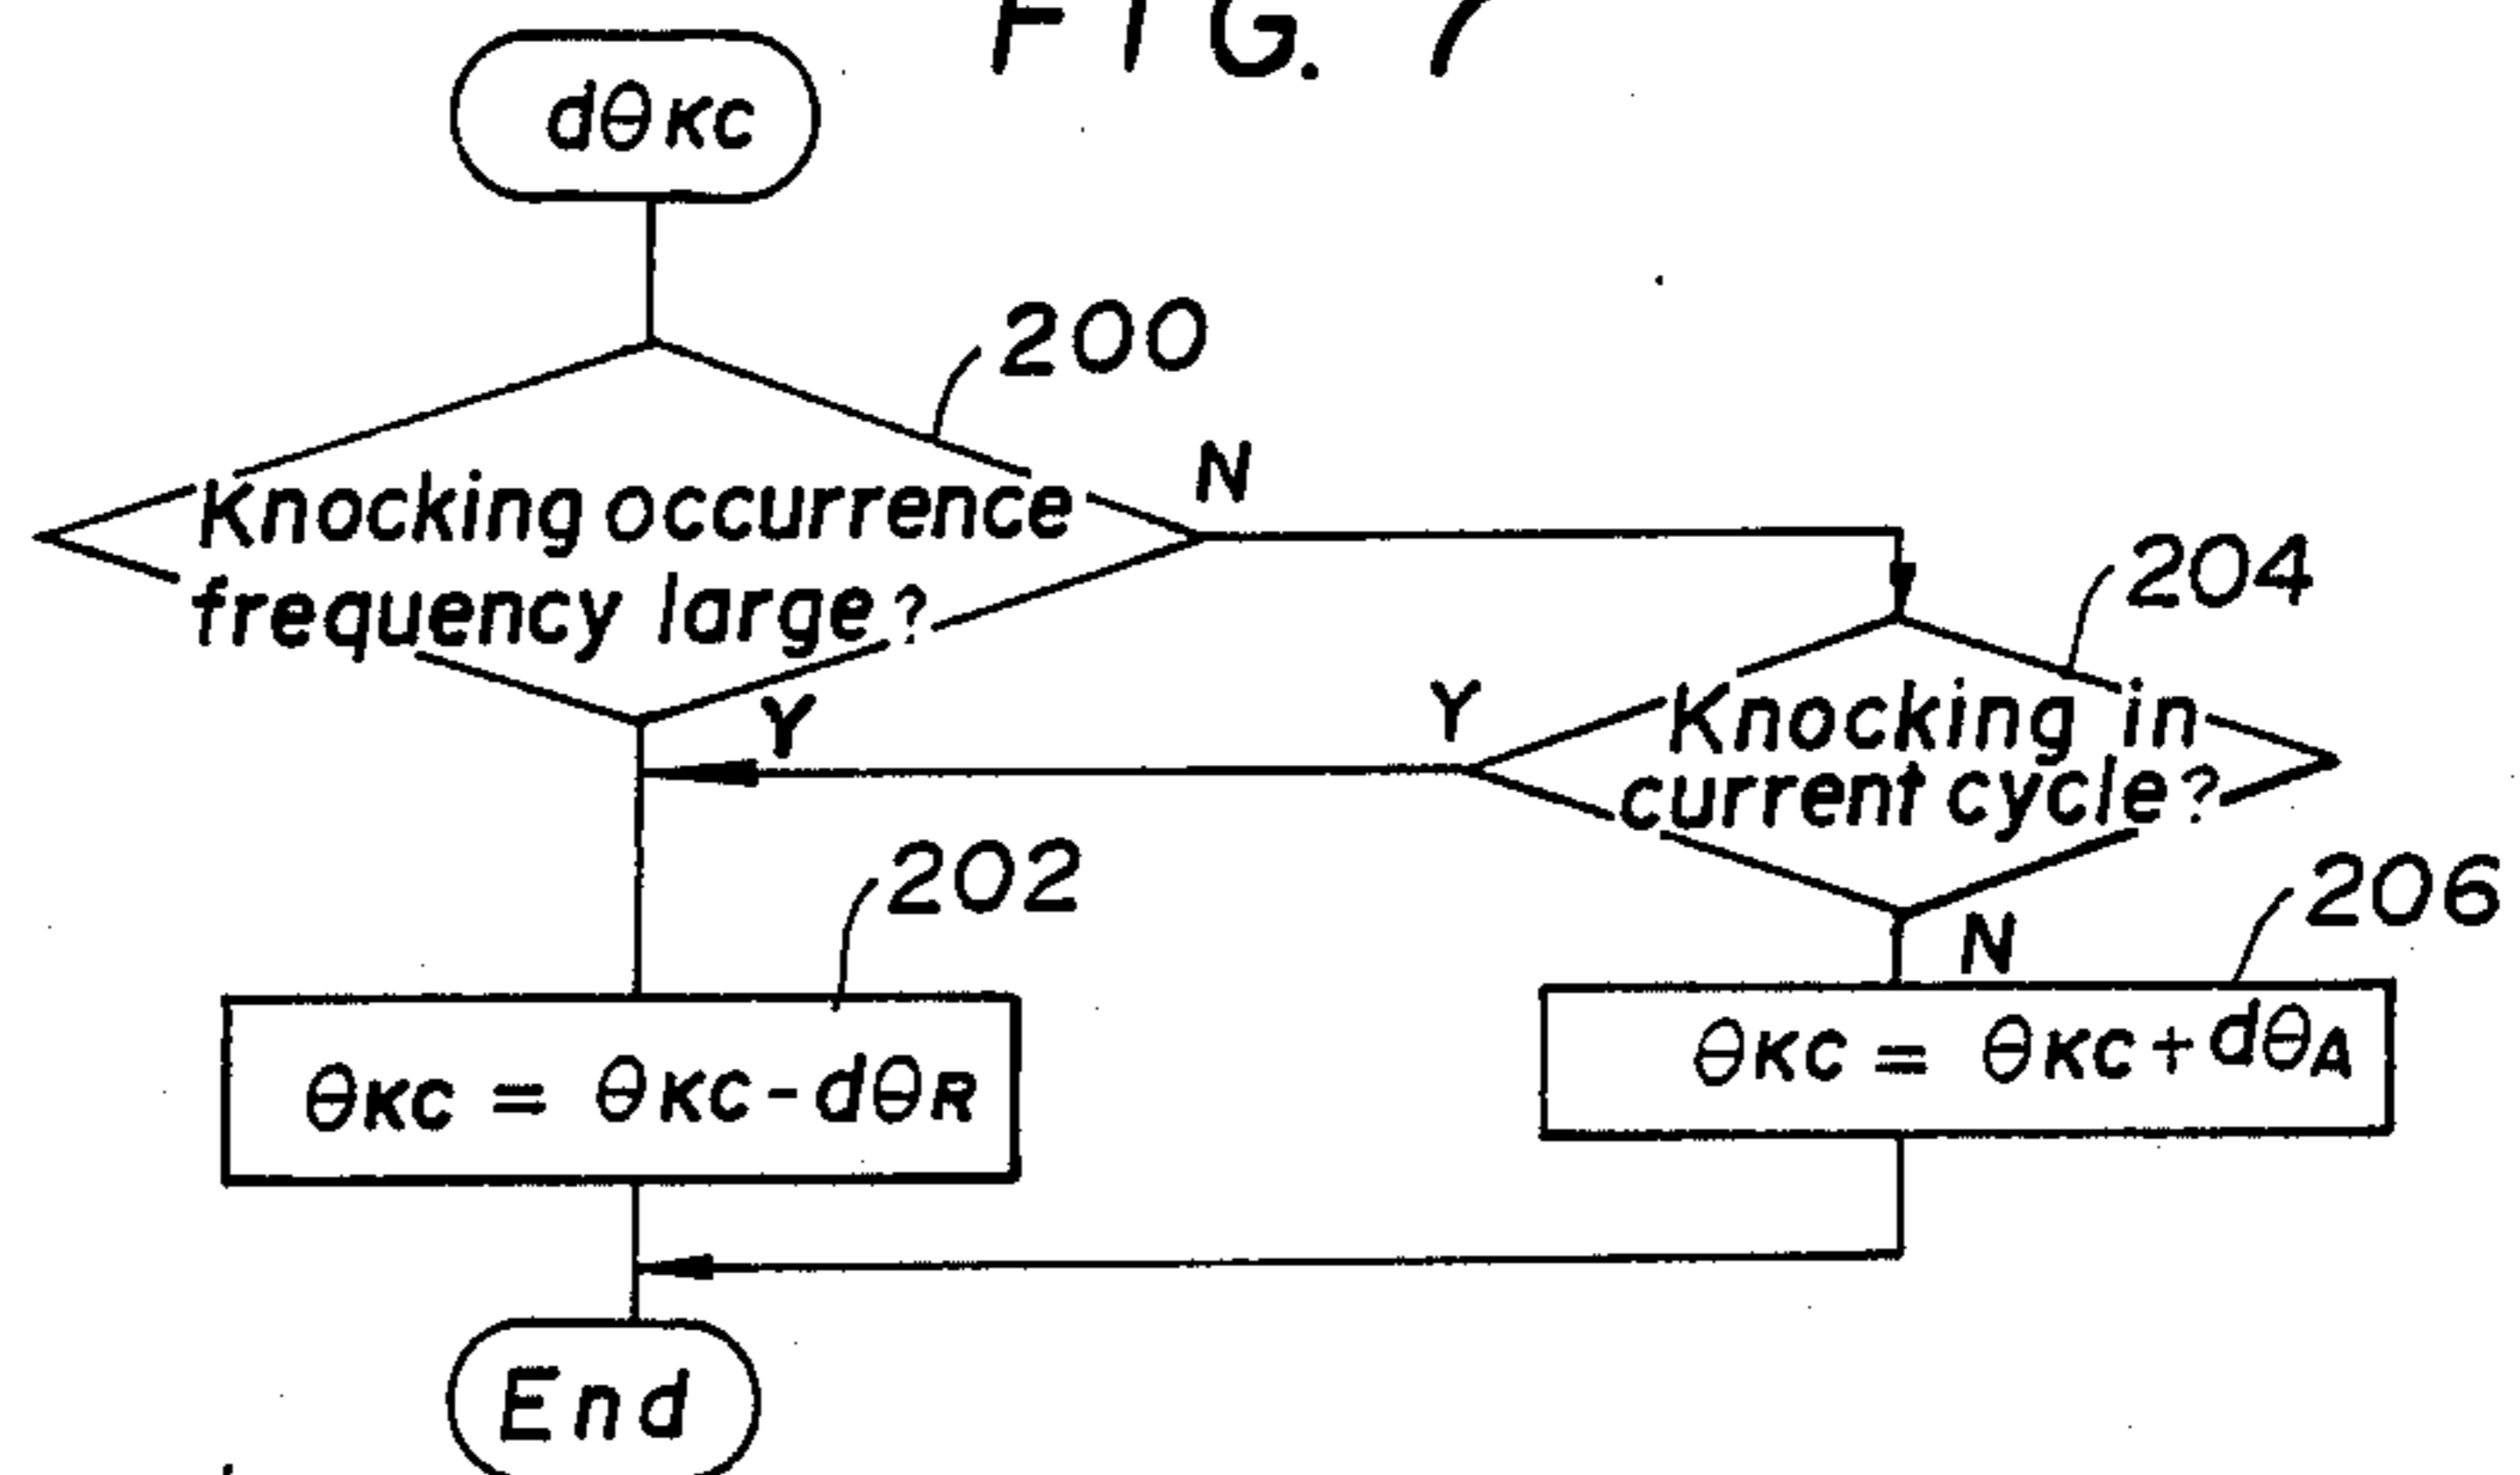 FIG. 7
dθKC
200
Knocking occurrence
frequency large?
N
Y
204
Knocking in
current cycle?
Y
N
202
θKC = θKC - dθR
206
θKC = θKC + dθA
End